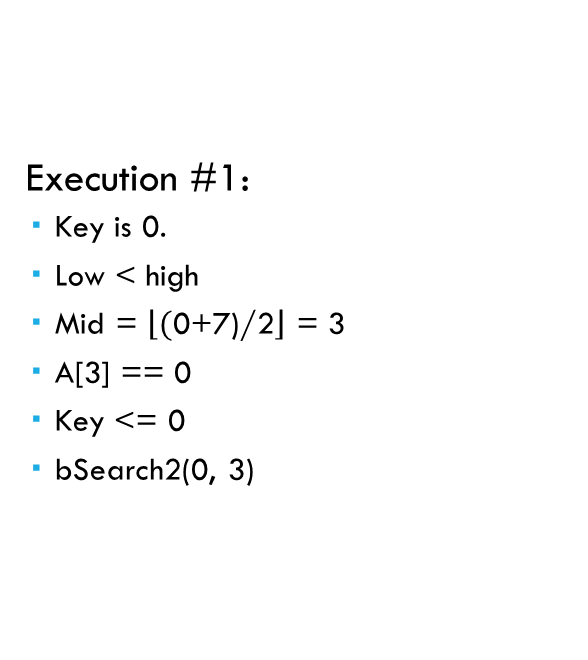 Execution #1:
▪ Key is 0.
▪ Low < high
▪ Mid = ⌊(0+7)/2⌋ = 3
▪ A[3] == 0
▪ Key <= 0
▪ bSearch2(0, 3)